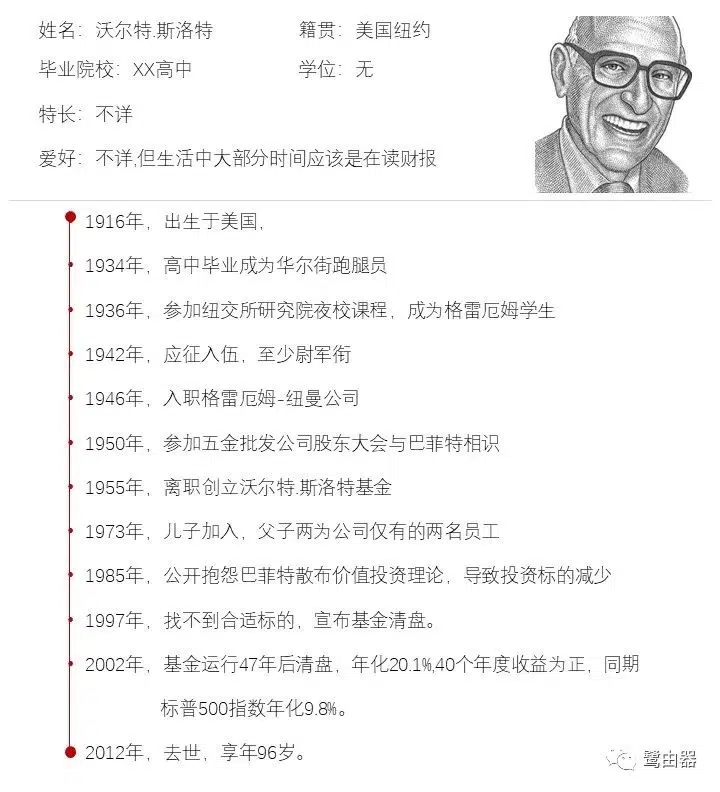 姓名：沃尔特.斯洛特 籍贯：美国纽约
毕业院校：XX高中 学位：无
特长：不详
爱好：不详,但生活中大部分时间应该是在读财报
1916年，出生于美国,
1934年，高中毕业成为华尔街跑腿员
1936年，参加纽交所研究院夜校课程，成为格雷厄姆学生
1942年，应征入伍，至少尉军衔
1946年，入职格雷厄姆-纽曼公司
1950年，参加五金批发公司股东大会与巴菲特相识
1955年，离职创立沃尔特.斯洛特基金
1973年，儿子加入，父子两为公司仅有的两名员工
1985年，公开抱怨巴菲特散布价值投资理论，导致投资标的减少
1997年，找不到合适标的，宣布基金清盘。
2002年，基金运行47年后清盘，年化20.1%,40个年度收益为正，同期
标普500指数年化9.8%。
2012年，去世，享年96岁。
鹭由器